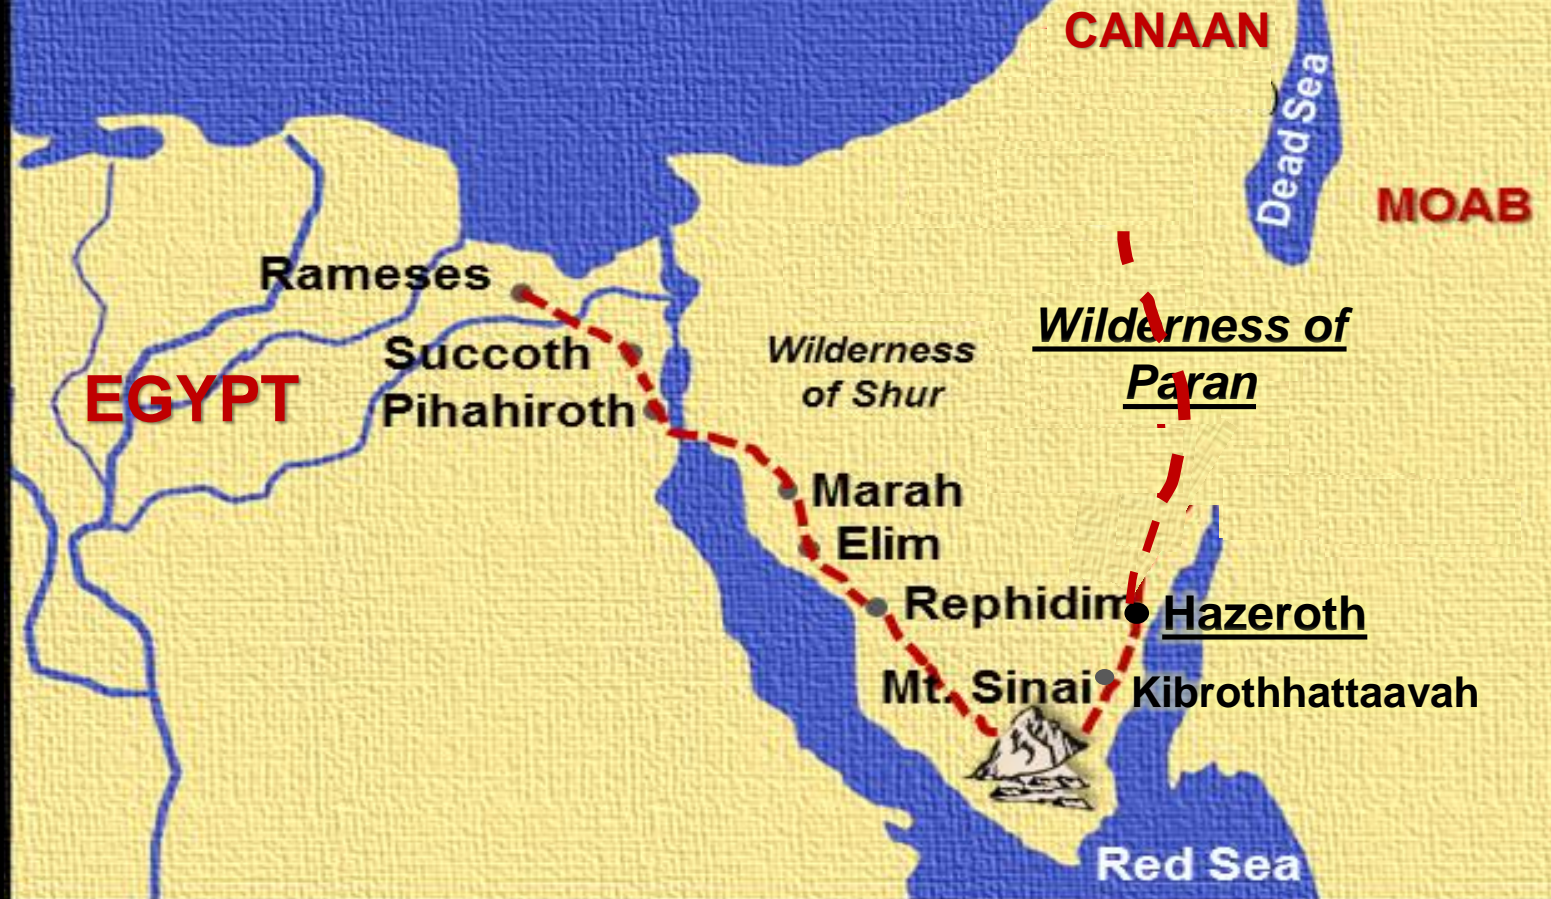 CANAAN
Dead Sea
)
MOAB
Rameses
Wilderness of
Paran
Succoth
Wilderness
of Shur
EGYPT
Pihahiroth
Marah
Elim
Rephidim
Hazeroth
Mt. Sinai
Kibrothhattaavah
Red Sea